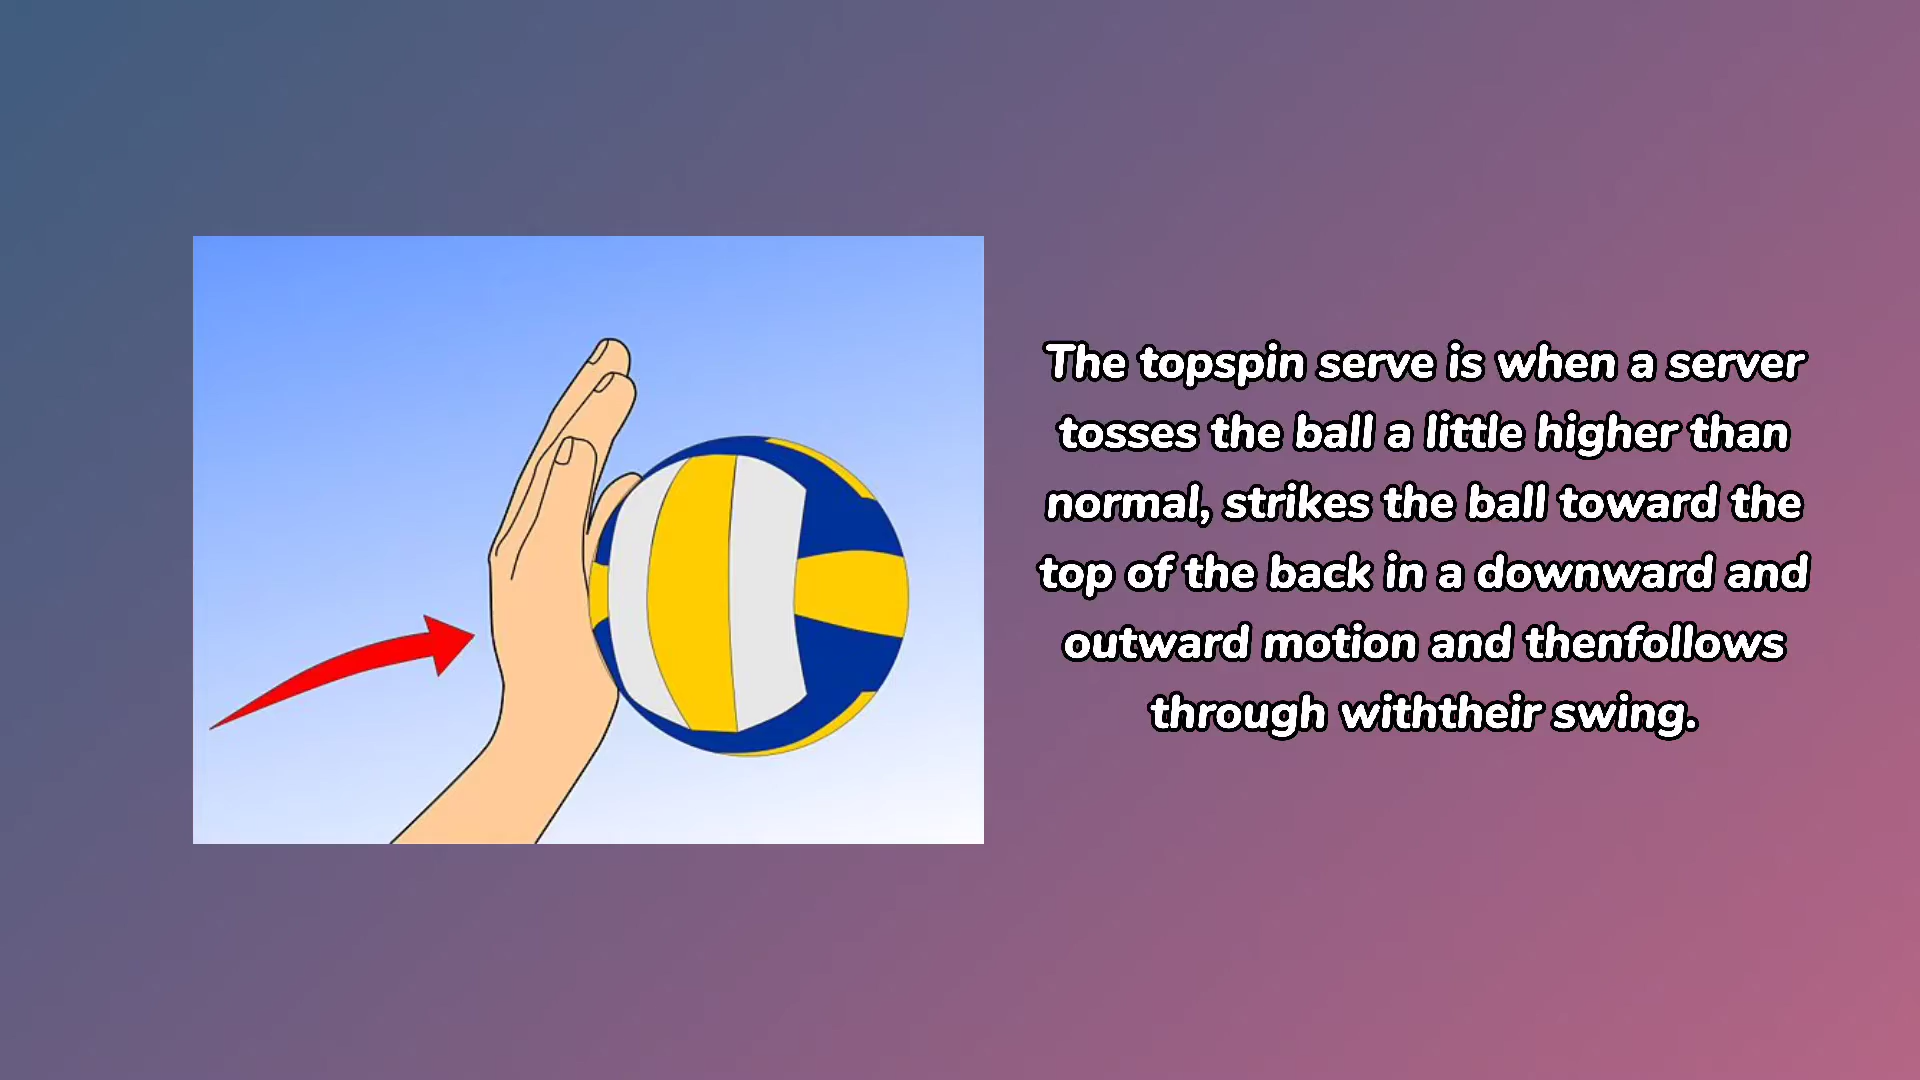 The topspin serve is when a server
tosses the ball a little higher than
normal, strikes the ball toward the
top of the back in a downward and
outward motion and thenfollows
through withtheir swing.